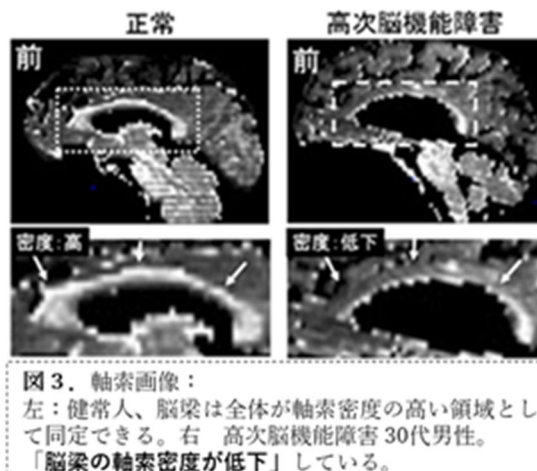 正常
高次脳機能障害
前
前
密度:高
密度:低下
図3. 軸索画像:
左:健常人、脳梁は全体が軸索密度の高い領域とし
て同定できる。右 高次脳機能障害 30代男性。
「脳梁の軸索密度が低下」している。